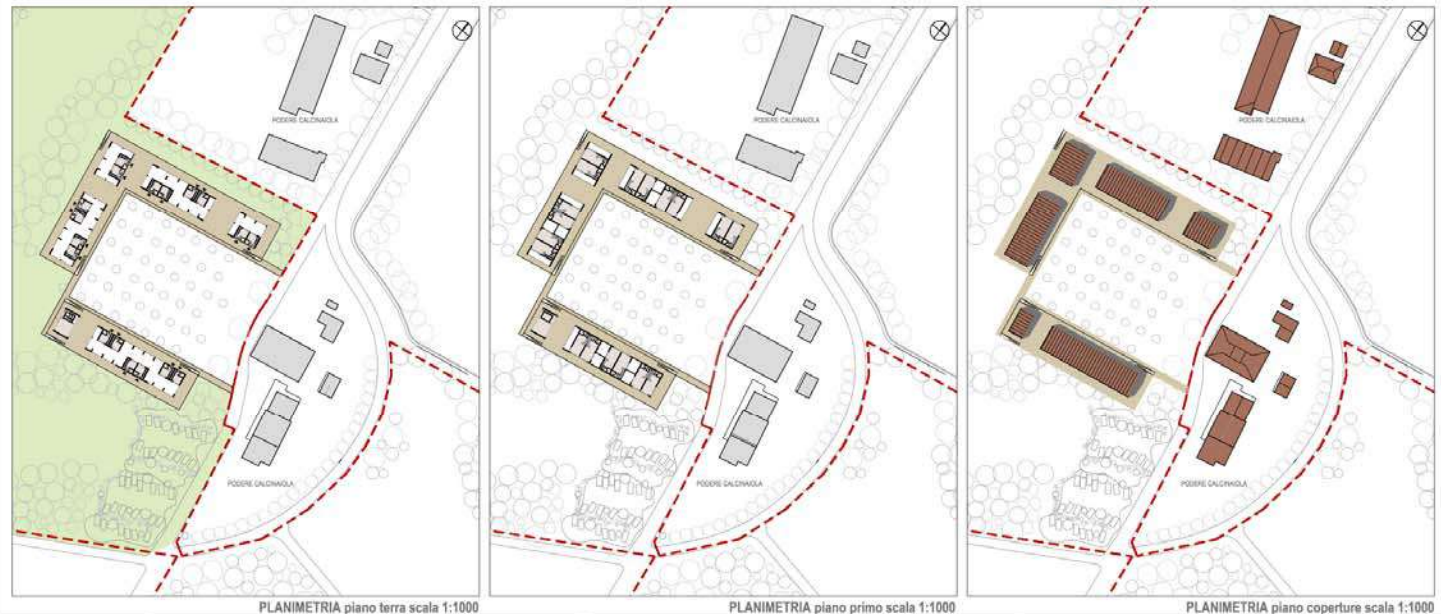 PODERE CALCINAIOLA
PODERE CALCINAIOLA
PLANIMETRIA piano terra scala 1:1000
PODERE CALCINAIOLA
PODERE CALCINAIOLA
PLANIMETRIA piano primo scala 1:1000
PODERE CALCINAIOLA
PODERE CALCINAIOLA
PLANIMETRIA piano coperture scala 1:1000